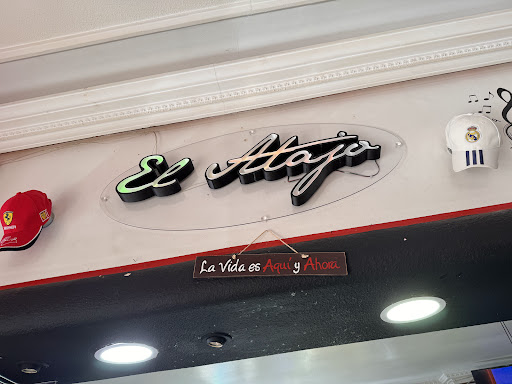 El Atajo
La Vida es Aquí y Ahora